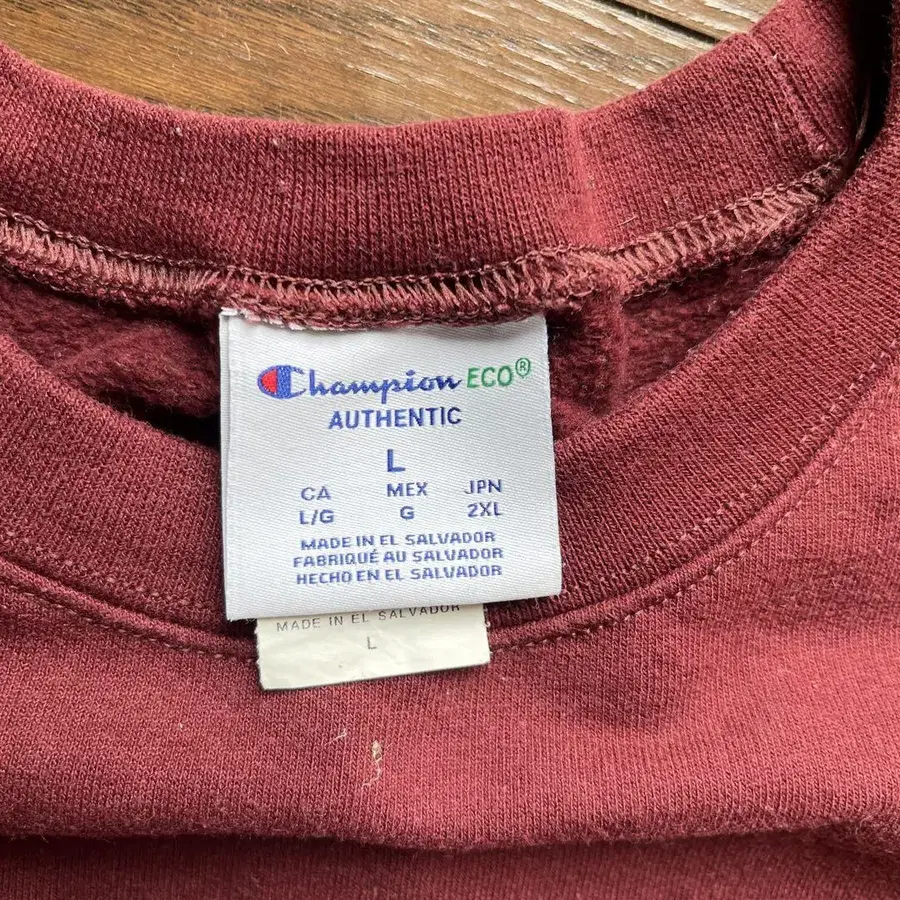 Champion ECO®
AUTHENTIC
L
CA MEX JPN
L/G G 2XL
MADE IN EL SALVADOR
FABRIQUÉ AU SALVADOR
HECHO EN EL SALVADOR
MADE IN EL SALVADOR
L